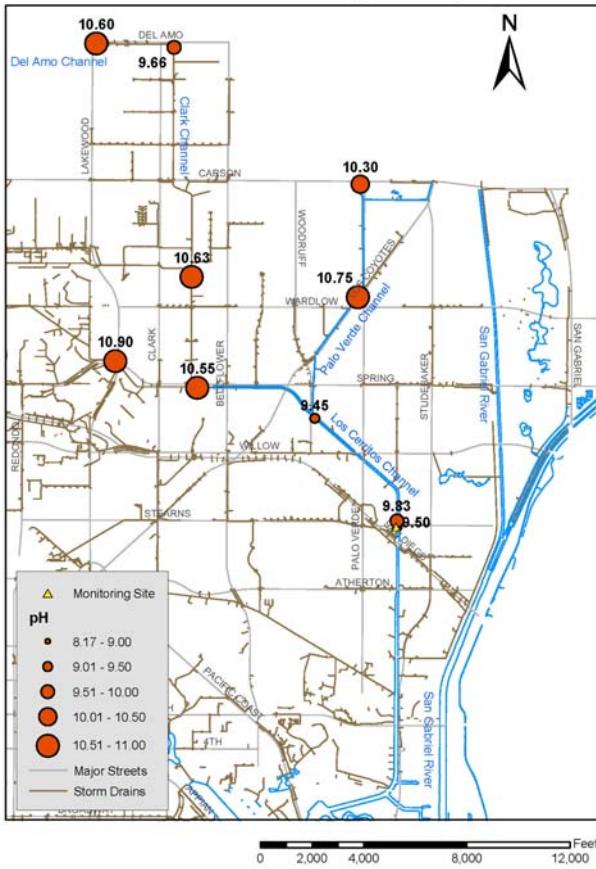 10.60
DEL AMO
9.66
Del Amo Channel
N
Clark Channel
LAKEWOOD
CARSON
10.30
WOODRUFF
COYOTES
10.63
10.75
WARDLOW
Palo Verde Channel
San Gabriel River
SAN GABRIEL
10.90
CLARK
10.55
BELLFLOWER
SPRING
STUDEBAKER
9.45
Los Cerritos Channel
REDONDO
WILLOW
9.83
9.50
STEARNS
PALO VERDE
SAN DIEGO
ATHERTON
Monitoring Site
pH
8.17 - 9.00
9.01 - 9.50
9.51 - 10.00
10.01 - 10.50
10.51 - 11.00
Major Streets
Storm Drains
PACIFIC COAST
San Gabriel River
4TH
APPIAN
BROADWAY
Feet
0 2,000 4,000 8,000 12,000